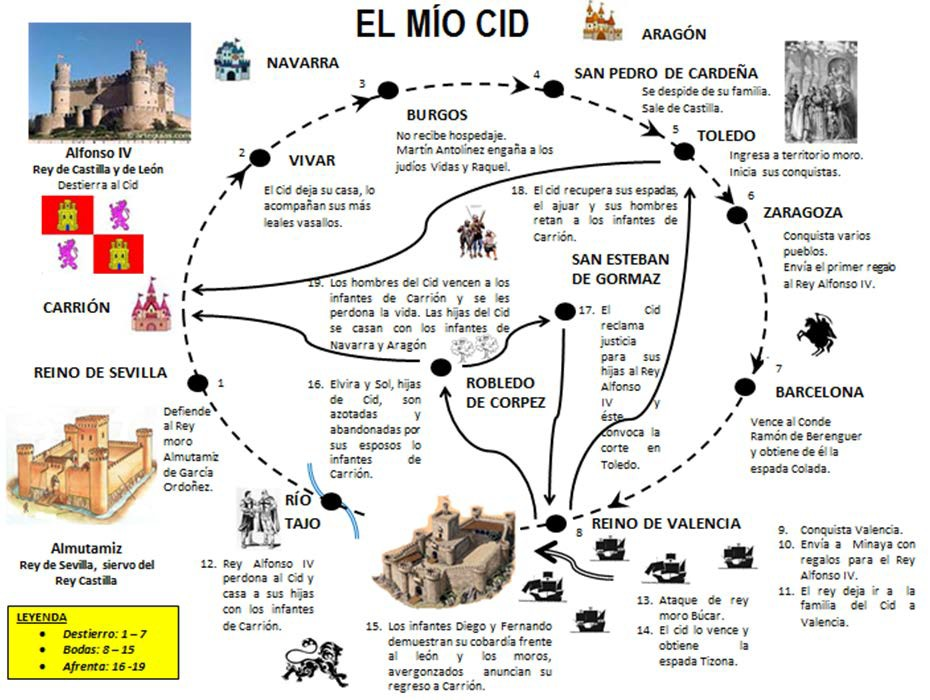 EL MÍO CID
© arteguias.com
Alfonso IV
Rey de Castilla y de León
Destierra al Cid
NAVARRA
ARAGÓN
CARRIÓN
REINO DE SEVILLA
1
Defiende
al Rey
moro
Almutamiz
de García
Ordoñez.
Almutamiz
Rey de Sevilla, siervo del
Rey Castilla
2
VIVAR
El Cid deja su casa, lo
acompañan sus más
leales vasallos.
3
BURGOS
No recibe hospedaje.
Martín Antolínez engaña a los
judíos Vidas y Raquel.
4
SAN PEDRO DE CARDEÑA
Se despide de su familia.
Sale de Castilla.
5
TOLEDO
Ingresa a territorio moro.
Inicia sus conquistas.
6
ZARAGOZA
Conquista varios
pueblos.
Envía el primer regalo
al Rey Alfonso IV.
7
BARCELONA
Vence al Conde
Ramón de Berenguer
y obtiene de él la
espada Colada.
8
REINO DE VALENCIA
9. Conquista Valencia.
10. Envía a Minaya con
regalos para el Rey
Alfonso IV.
11. El rey deja ir a la
familia del Cid a
Valencia.
RÍO
TAJO
12. Rey Alfonso IV
perdona al Cid y
casa a sus hijas
con los infantes
de Carrión.
13. Ataque de rey
moro Búcar.
14. El cid lo vence y
obtiene la
espada Tizona.
15. Los infantes Diego y Fernando
demuestran su cobardía frente
al león y los moros,
avergonzados anuncian su
regreso a Carrión.
ROBLEDO
DE CORPEZ
16. Elvira y Sol, hijas
de Cid, son
azotadas y
abandonadas por
sus esposos lo
infantes de
Carrión.
SAN ESTEBAN
DE GORMAZ
17. El Cid
reclama
justicia
para sus
hijas al Rey
Alfonso
IV y
éste
convoca la
corte en
Toledo.
18. El cid recupera sus espadas,
el ajuar y sus hombres
retan a los infantes de
Carrión.
19. Los hombres del Cid vencen a los
infantes de Carrión y se les
perdona la vida. Las hijas del Cid
se casan con los infantes de
Navarra y Aragón
LEYENDA
• Destierro: 1 – 7
• Bodas: 8 – 15
• Afrenta: 16 -19